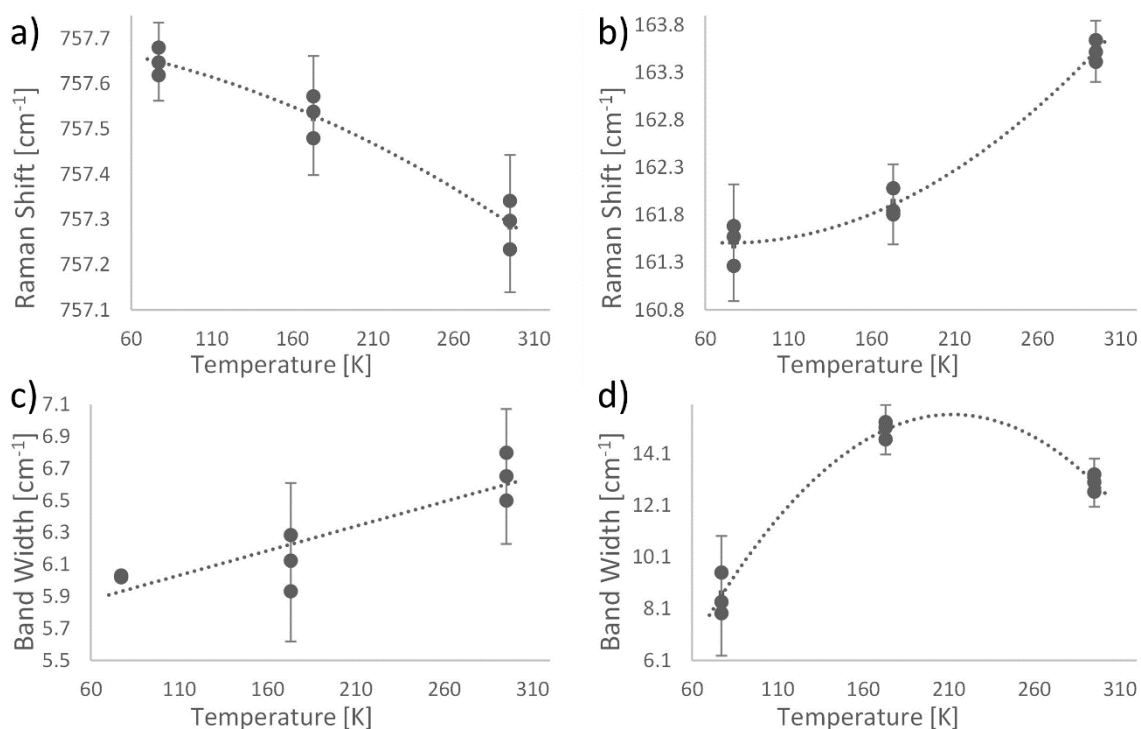 a)
Raman Shift [cm⁻¹]
757.7
757.6
757.5
757.4
757.3
757.2
757.1
60 110 160 210 260 310
Temperature [K]
b)
Raman Shift [cm⁻¹]
163.8
163.3
162.8
162.3
161.8
161.3
160.8
60 110 160 210 260 310
Temperature [K]
c)
Band Width [cm⁻¹]
7.1
6.9
6.7
6.5
6.3
6.1
5.9
5.7
5.5
60 110 160 210 260 310
Temperature [K]
d)
Band Width [cm⁻¹]
14.1
12.1
10.1
8.1
6.1
60 110 160 210 260 310
Temperature [K]